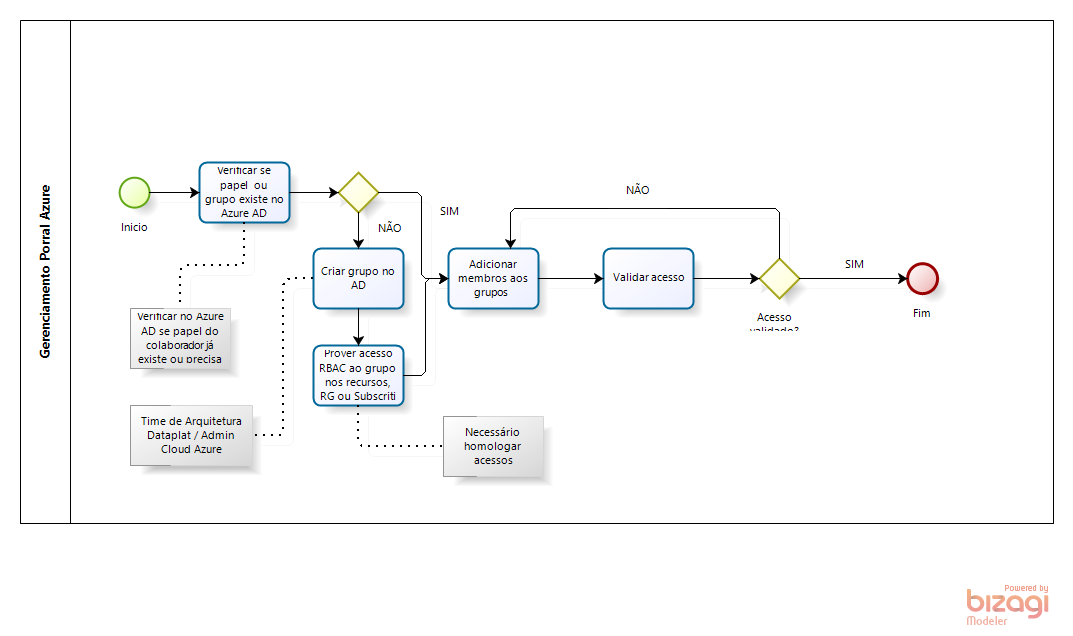 Gerenciamento Porral Azure
Inicio
Verificar se
papel ou
grupo existe no
Azure AD
SIM
NÃO
Criar grupo no
AD
Prover acesso
RBAC ao grupo
nos recursos,
RG ou Subscriti
Adicionar
membros aos
grupos
Validar acesso
NÃO
Acesso
validado?
SIM
Fim
Verificar no Azure
AD se papel do
colaborador já
existe ou precisa
Time de Arquitetura
Dataplat / Admin
Cloud Azure
Necessário
homologar
acessos
Powered by
bizagi
Modeler